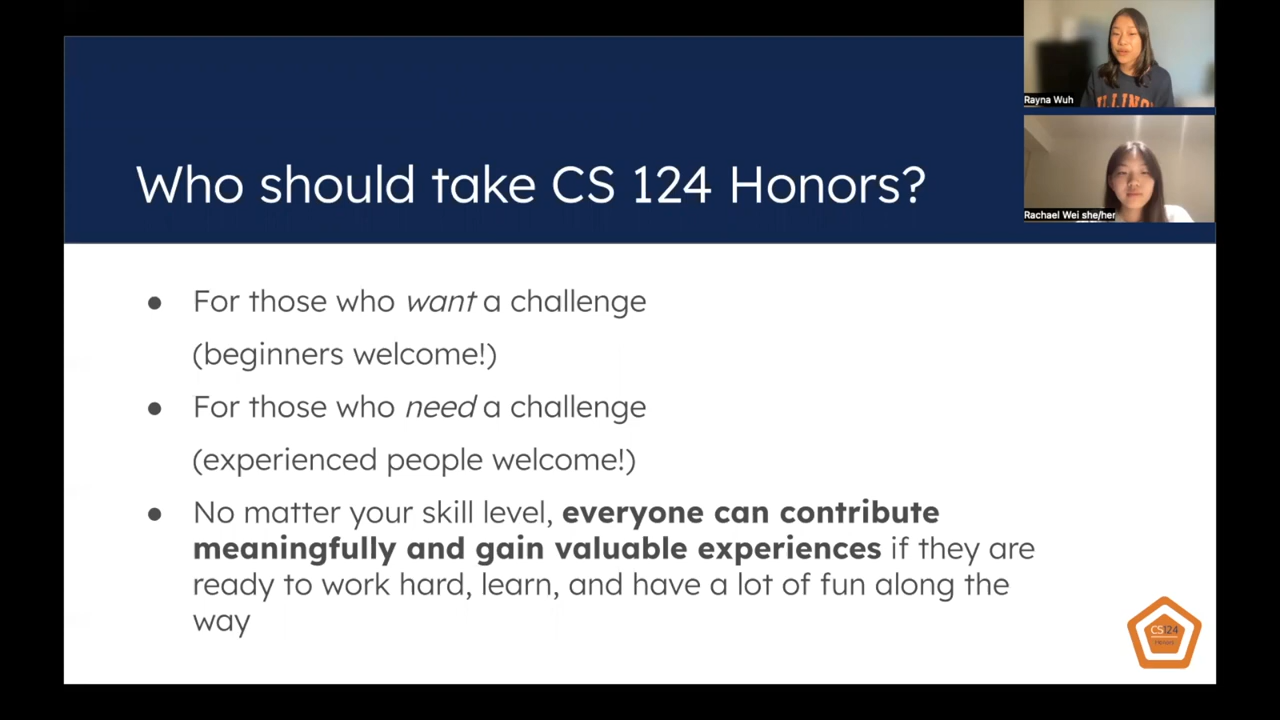 Who should take CS 124 Honors?
Rayna Wuh
Rachael Wei she/her
● For those who want a challenge
(beginners welcome!)
● For those who need a challenge
(experienced people welcome!)
● No matter your skill level, everyone can contribute
meaningfully and gain valuable experiences if they are
ready to work hard, learn, and have a lot of fun along the
way
CS124
Honors